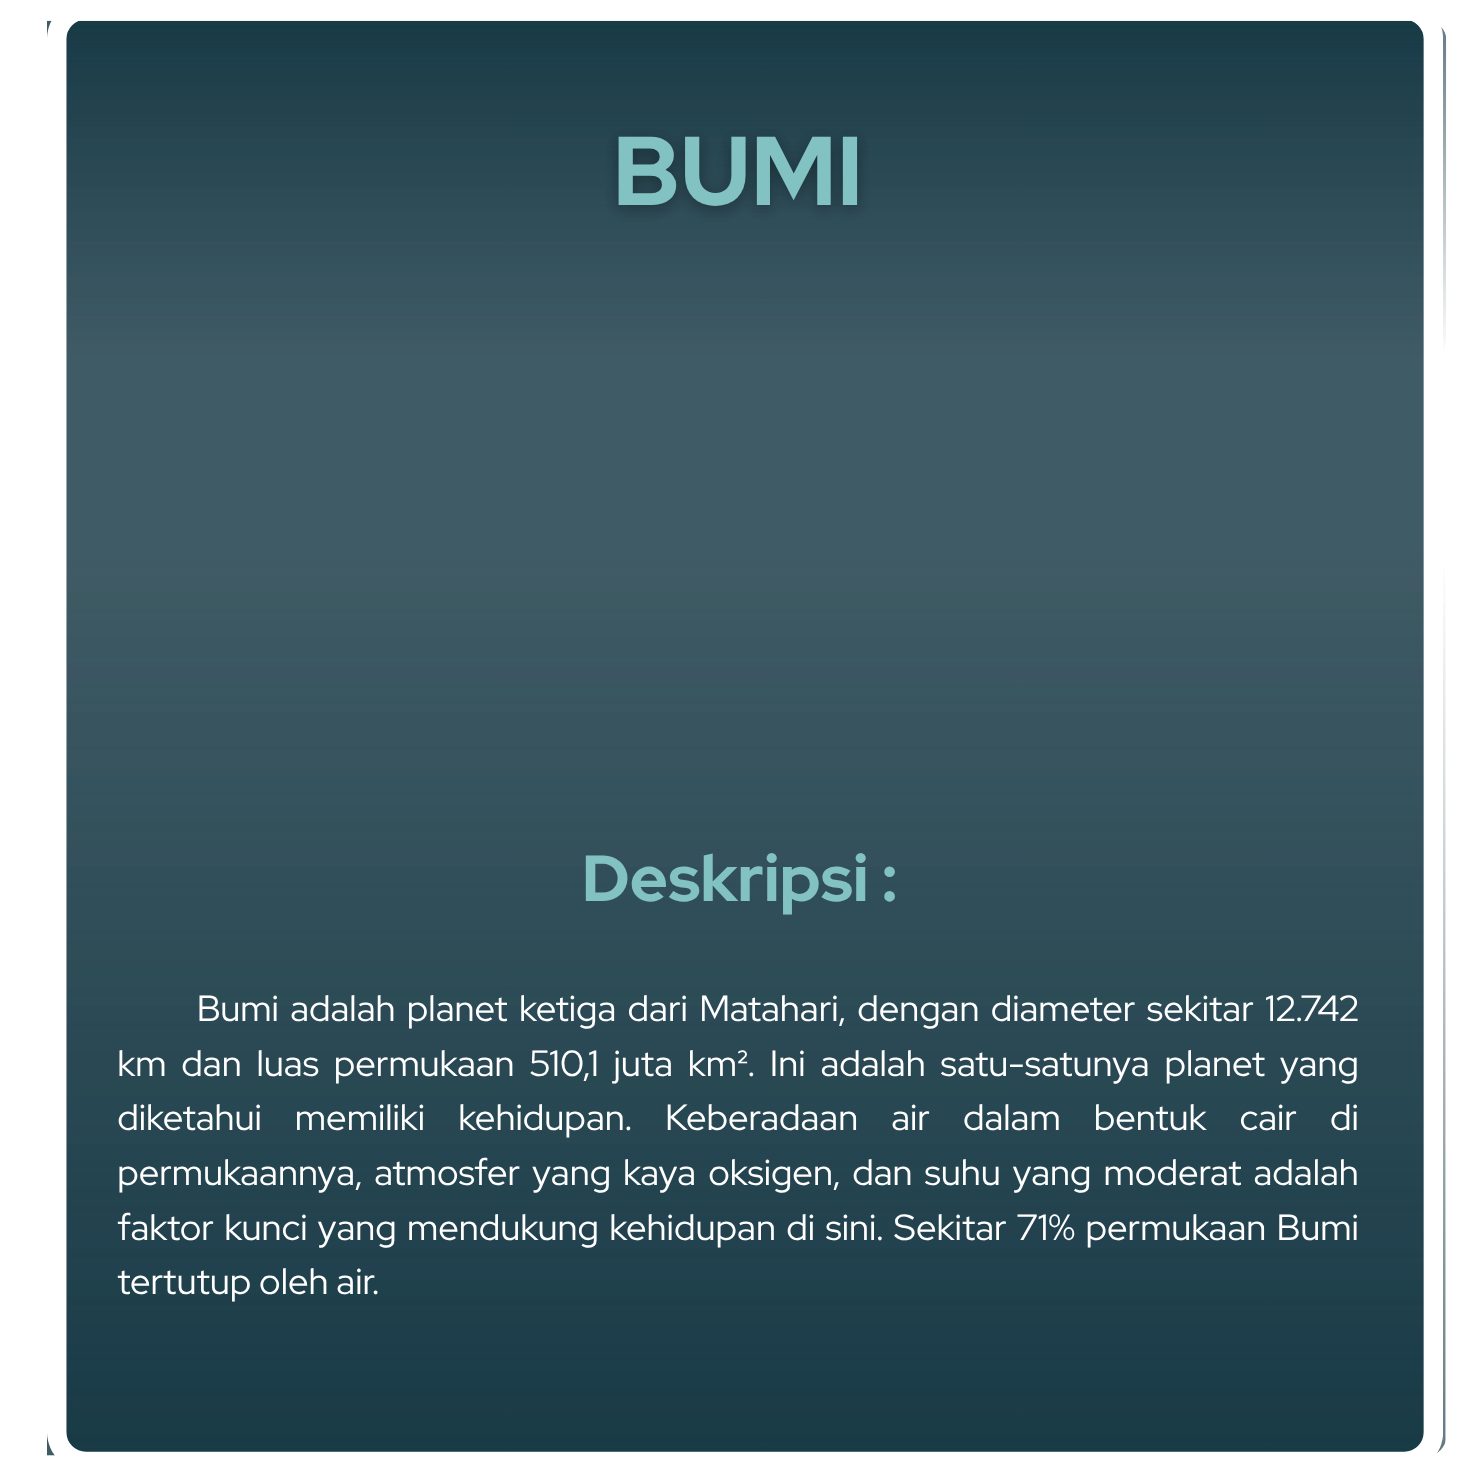 BUMI
Deskripsi :
Bumi adalah planet ketiga dari Matahari, dengan diameter sekitar 12.742
km dan luas permukaan 510,1 juta km². Ini adalah satu-satunya planet yang
diketahui memiliki kehidupan. Keberadaan air dalam bentuk cair di
permukaannya, atmosfer yang kaya oksigen, dan suhu yang moderat adalah
faktor kunci yang mendukung kehidupan di sini. Sekitar 71% permukaan Bumi
tertutup oleh air.